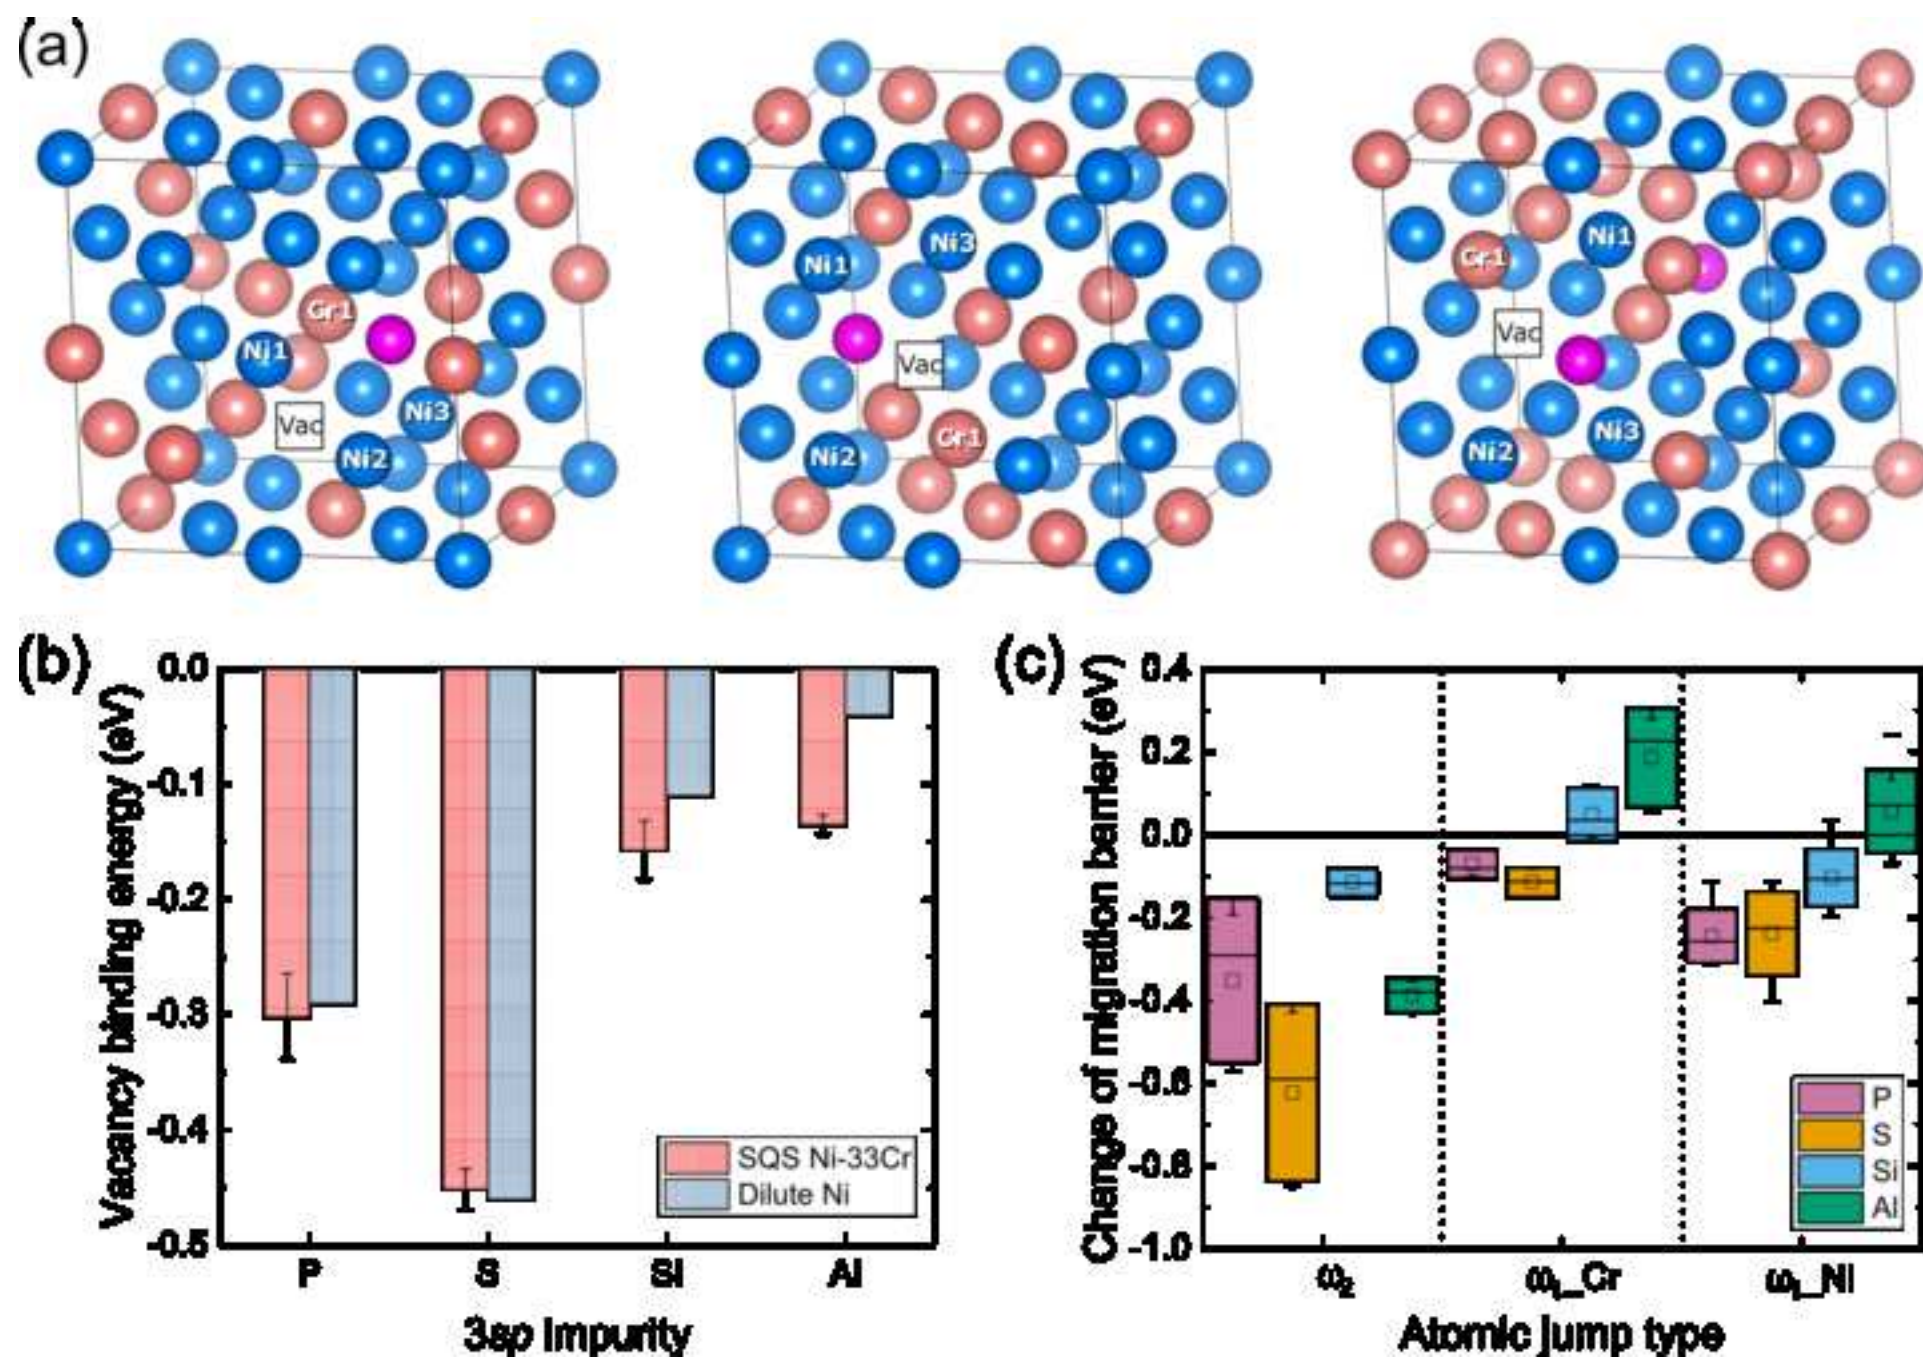 (a)
Cr1
Ni1
Vac
Ni3
Ni2
Ni3
Ni1
Vac
Cr1
Ni2
Ni1
Cr1
Vac
Ni3
Ni2
(b)
Vacancy binding energy (eV)
0.0
-0.1
-0.2
-0.3
-0.4
-0.5
P
S
Si
Al
3sp Impurity
SQS Ni-33Cr
Dilute Ni
(c)
Change of migration barrier (eV)
0.4
0.2
0.0
-0.2
-0.4
-0.6
-0.8
-1.0
ω₂
ωᵢ_Cr
ωᵢ_Ni
Atomic jump type
P
S
Si
Al